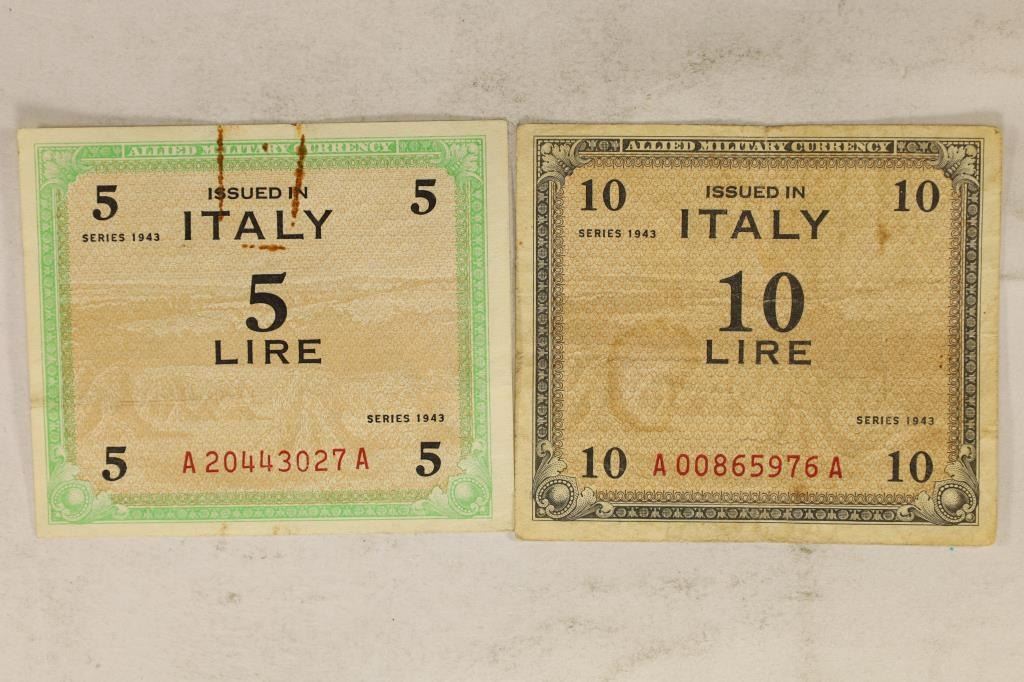 ALLIED MILITARY CURRENCY
5 ISSUED IN 5
SERIES 1943 ITALY
5
LIRE
SERIES 1943
5 A 20443027 A 5
ALLIED MILITARY CURRENCY
10 ISSUED IN 10
SERIES 1943 ITALY
10
LIRE
SERIES 1943
10 A 00865976 A 10